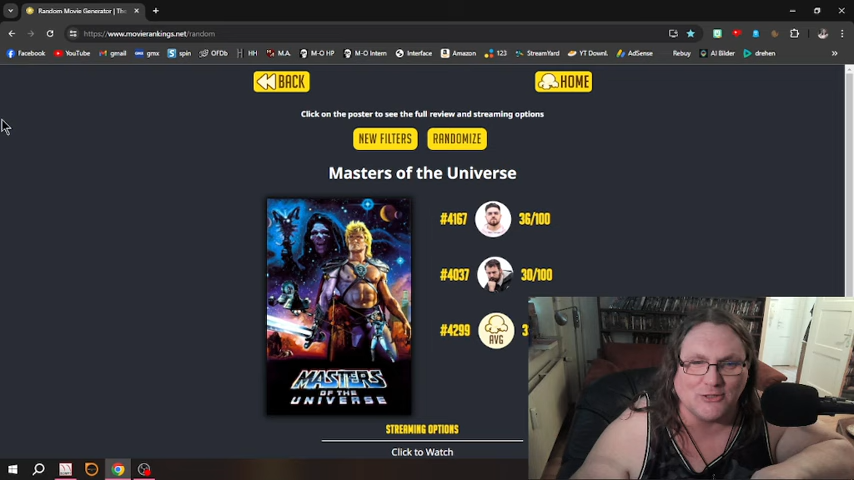 Random Movie Generator | The
https://www.movierankings.net/random
Facebook YouTube gmail gmx spin OFDb HH M.A. M-O HP M-O Intern Interface Amazon 123 StreamYard YT Downl. AdSense Rebuy AI Bilder drehen
BACK HOME
Click on the poster to see the full review and streaming options
NEW FILTERS RANDOMIZE
Masters of the Universe
#4167 36/100
#4037 30/100
#4299 AVG 3
MASTERS
OF THE
UNIVERSE
STREAMING OPTIONS
Click to Watch